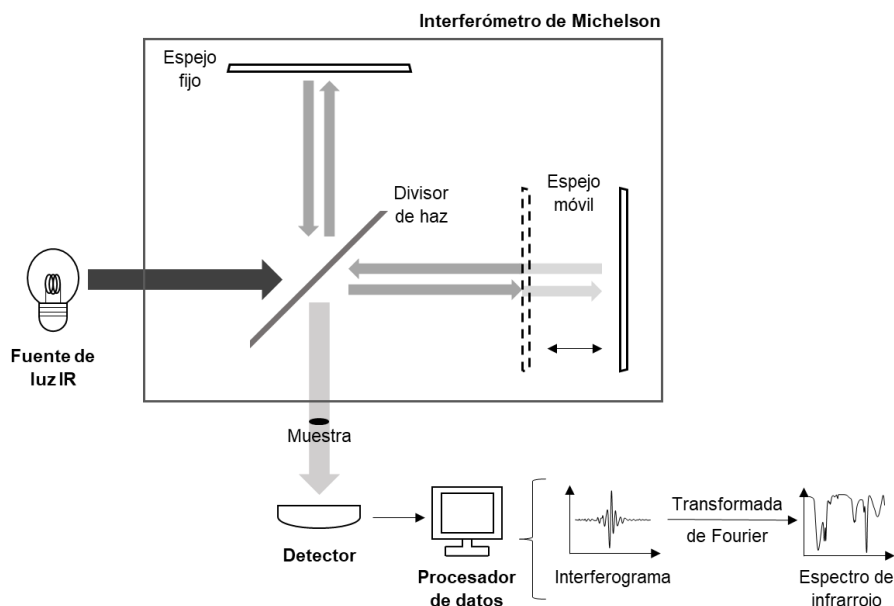 Interferómetro de Michelson
Espejo
fijo
Divisor
de haz
Espejo
móvil
Fuente de
luz IR
Muestra
Detector
Procesador
de datos
Interferograma
Transformada
de Fourier
Espectro de
infrarrojo